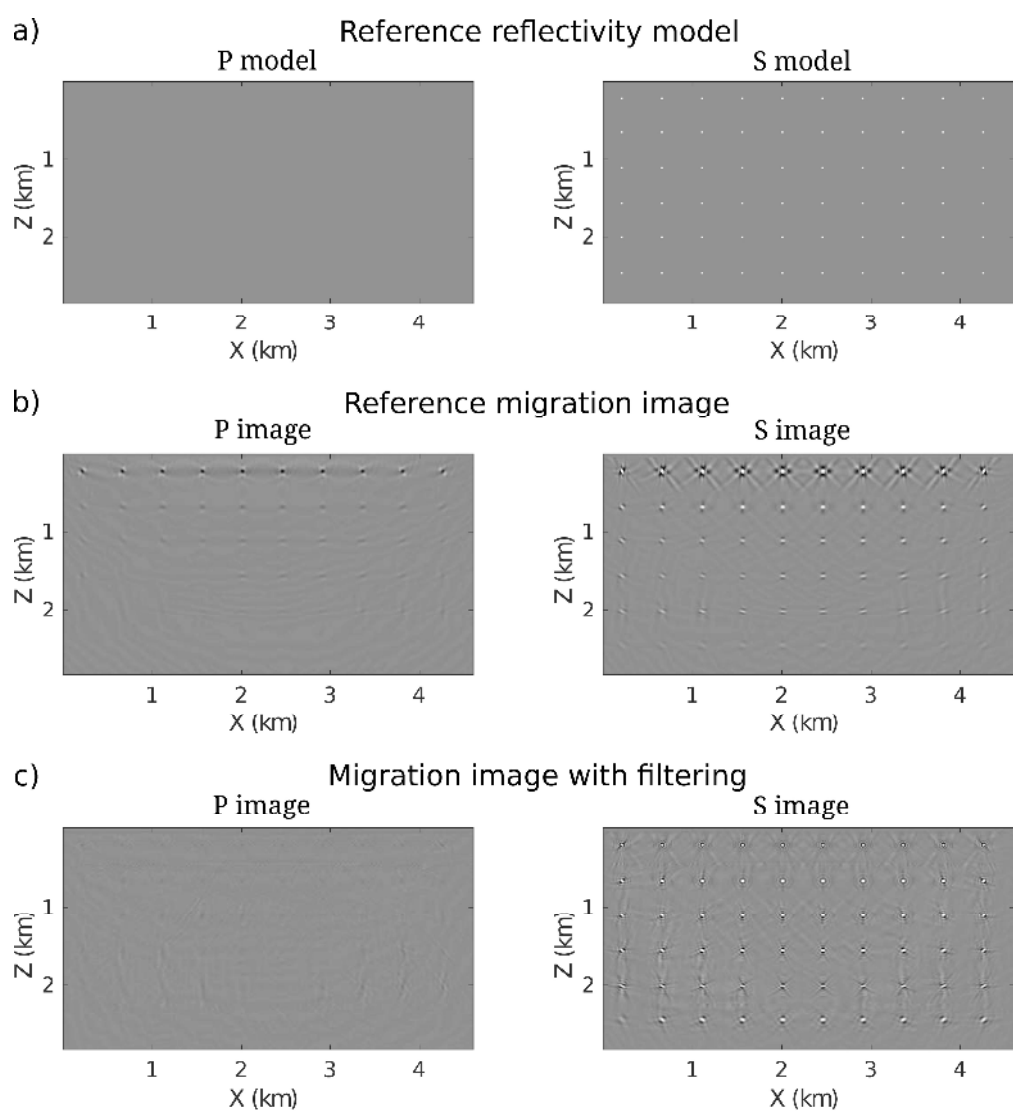 a)
Reference reflectivity model
P model
S model
Z (km)
1
2
1 2 3 4
X (km)
Z (km)
1
2
1 2 3 4
X (km)
b)
Reference migration image
P image
S image
Z (km)
1
2
1 2 3 4
X (km)
Z (km)
1
2
1 2 3 4
X (km)
c)
Migration image with filtering
P image
S image
Z (km)
1
2
1 2 3 4
X (km)
Z (km)
1
2
1 2 3 4
X (km)